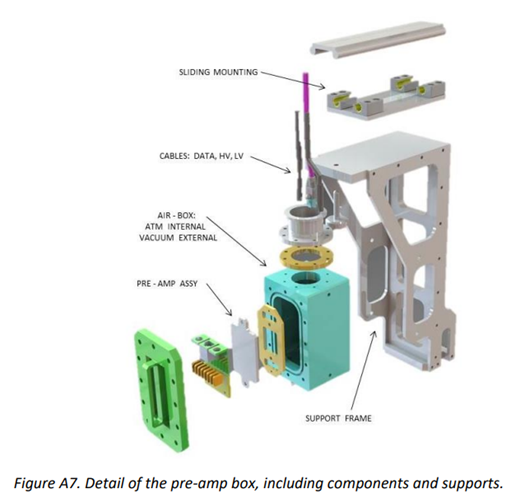 SLIDING MOUNTING
CABLES: DATA, HV, LV
AIR - BOX:
ATM INTERNAL
VACUUM EXTERNAL
PRE - AMP ASSY
SUPPORT FRAME
Figure A7. Detail of the pre-amp box, including components and supports.